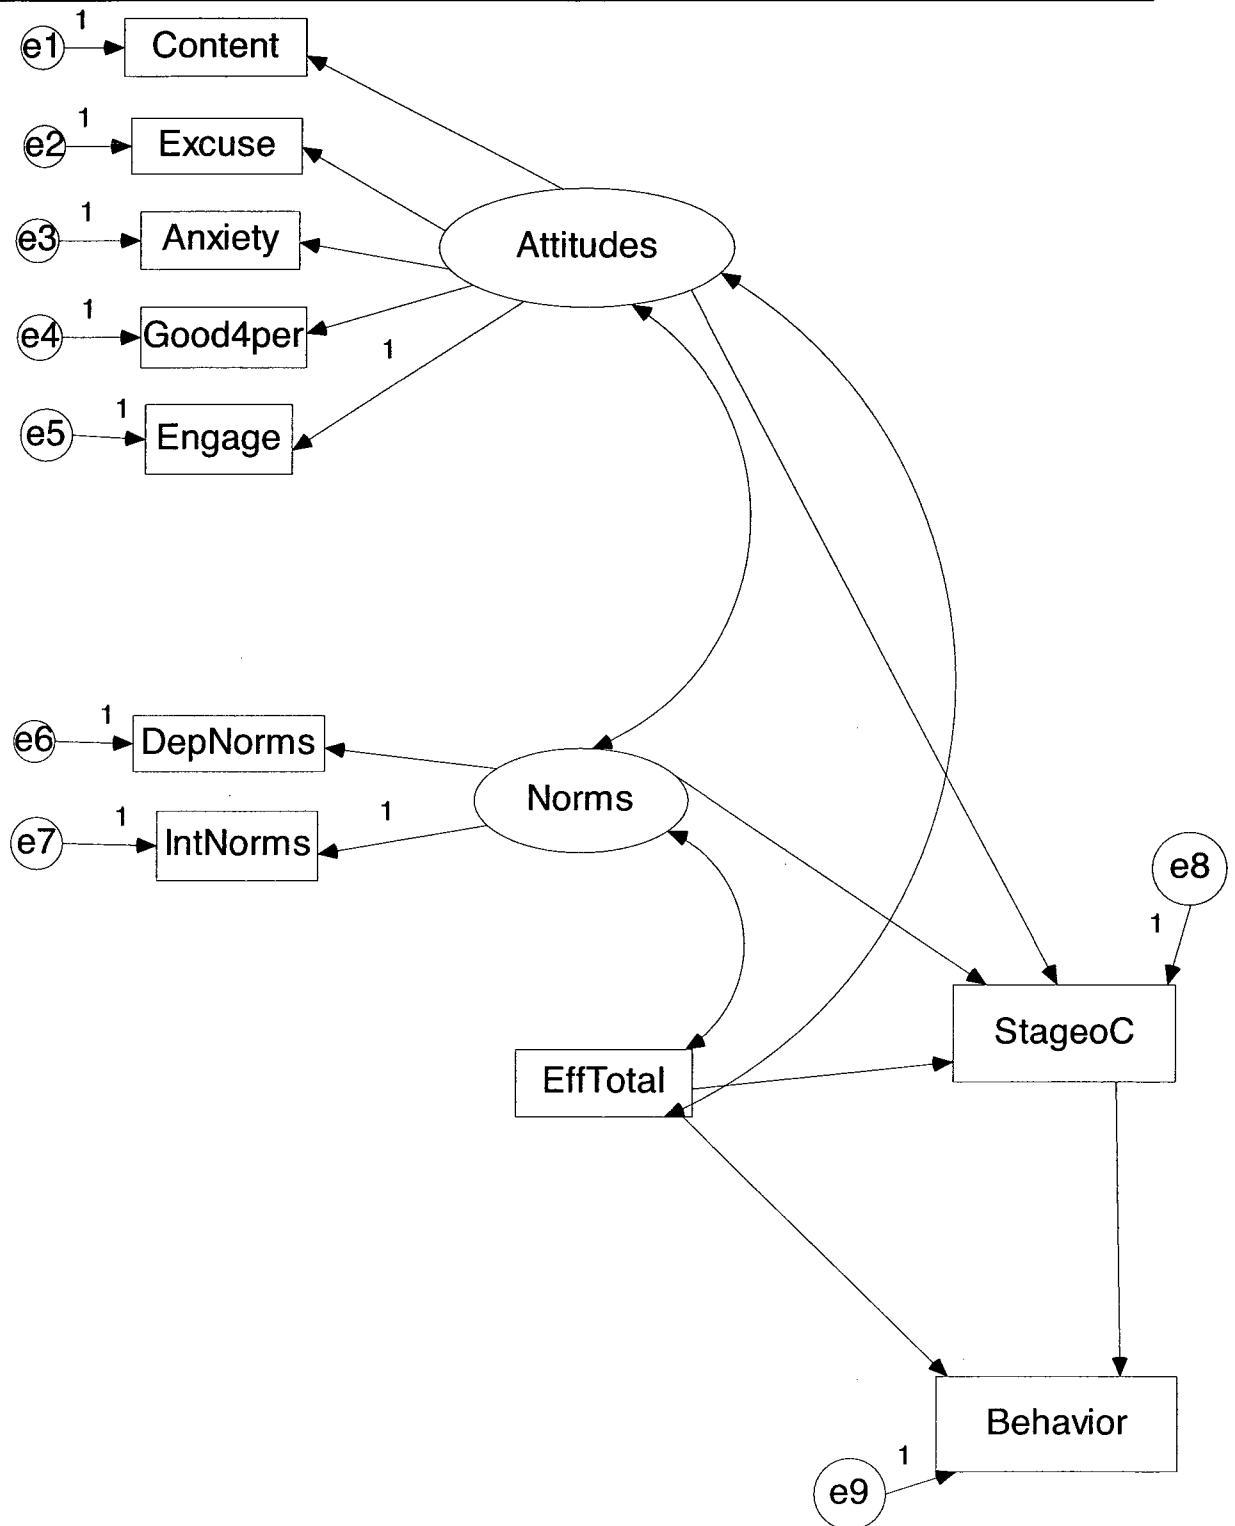 1
e1 Content
1
e2 Excuse
1
e3 Anxiety
Attitudes
1
e4 Good4per
1
1
e5 Engage
1
e6 DepNorms
Norms
1
1
e7 IntNorms
e8
1
StageoC
EffTotal
Behavior
1
e9